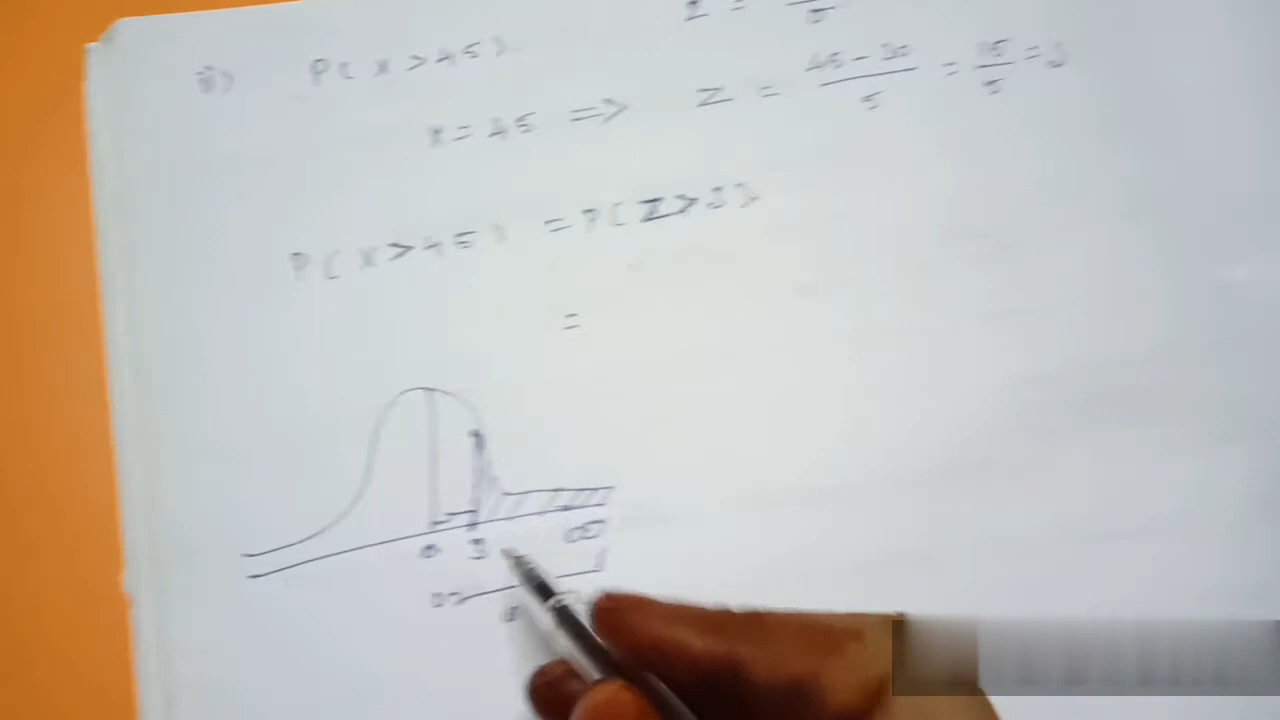 ii) P(X>45)
x=45 => Z = 45-30/5 = 15/5 = 3
P(X>45) = P(Z>3)
=
0 3 ∞